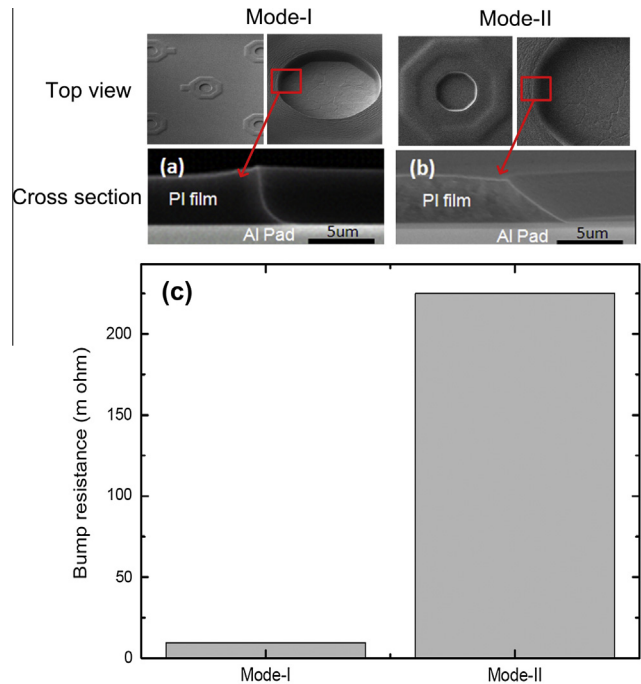 Mode-I Mode-II
Top view
(a) (b)
Cross section
PI film PI film
Al Pad 5um Al Pad 5um
(c)
Bump resistance (m ohm)
200
150
100
50
0
Mode-I Mode-II